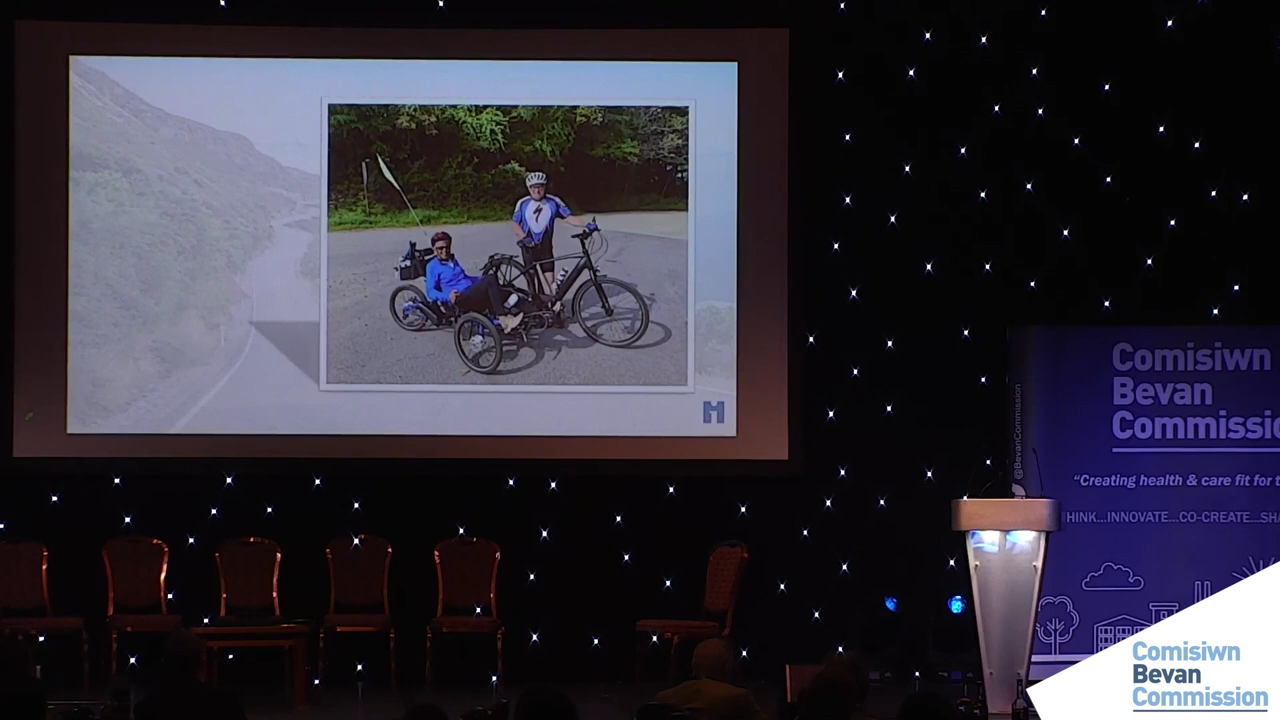 H
Comisiwn
Bevan
Commissio
@BevanCommission
"Creating health & care fit for t
HINK...INNOVATE...CO-CREATE...SHA
Comisiwn
Bevan
Commission